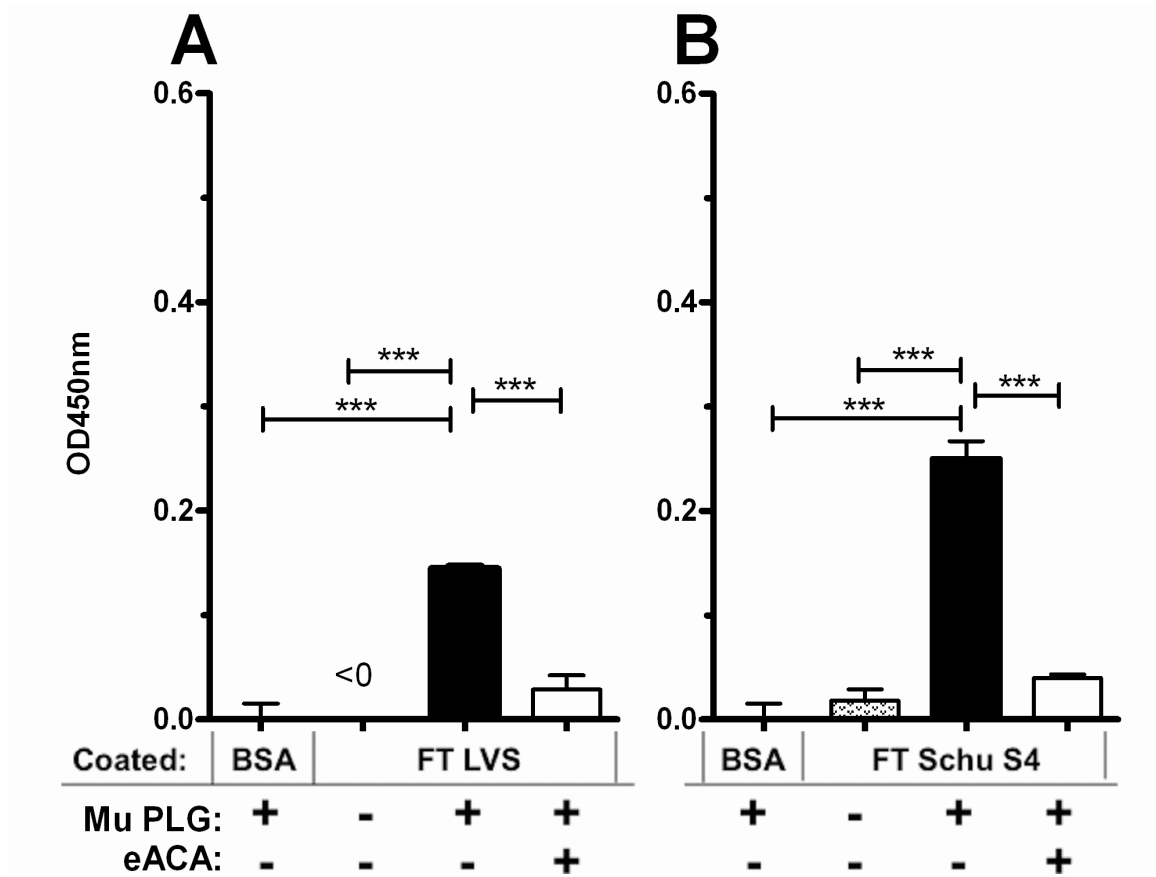 A B
0.6 0.6
0.4 0.4
*** ***
*** ***
*** ***
OD450nm
0.2 0.2
<0
0.0 0.0
Coated: BSA FT LVS BSA FT Schu S4
Mu PLG: + - + + + - + +
eACA: - - - + - - - +